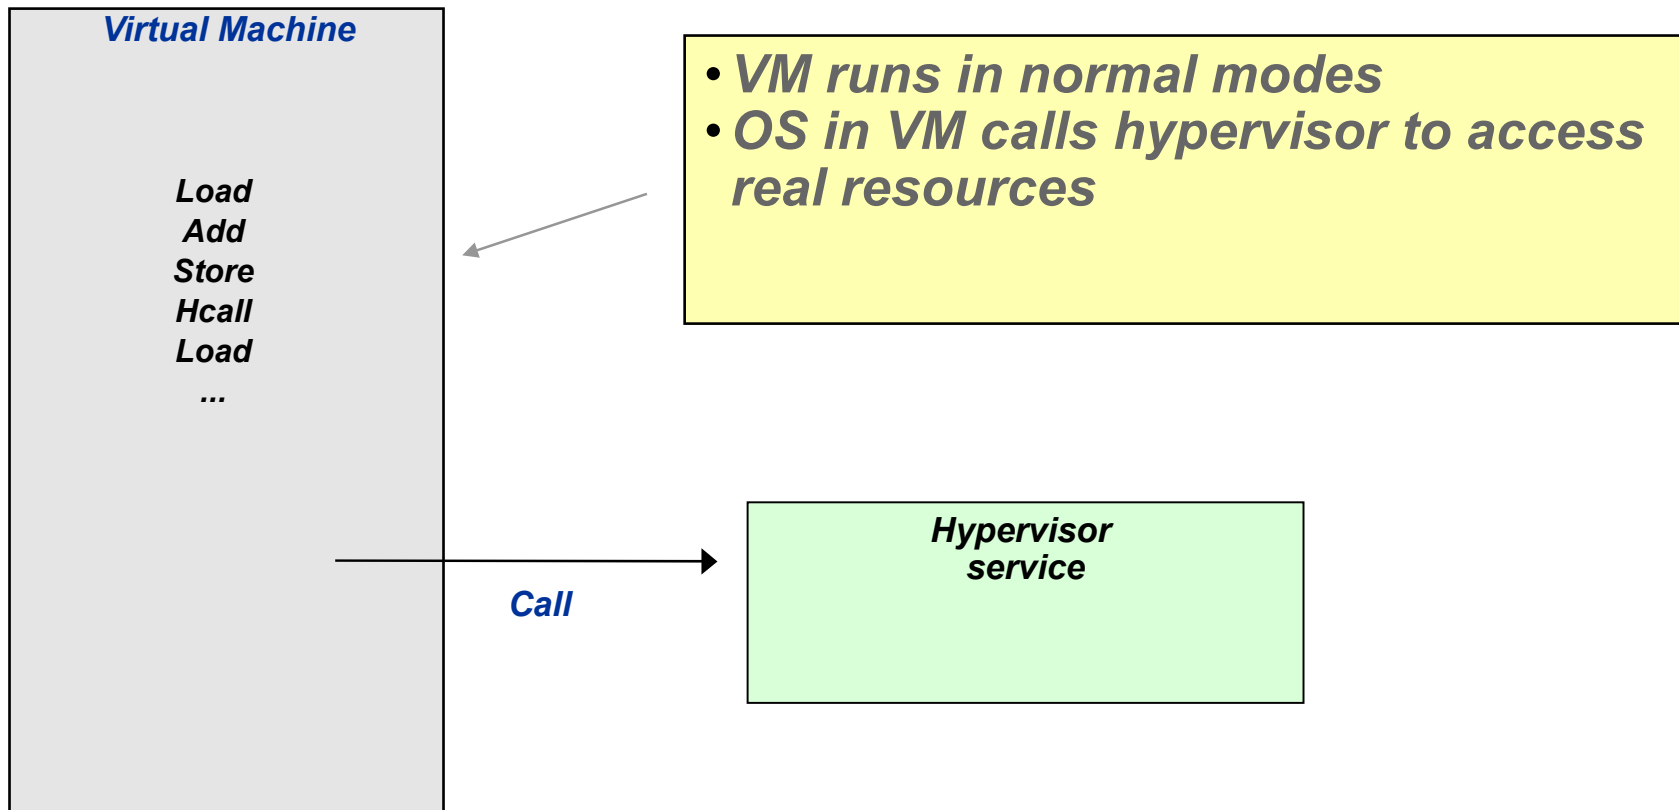 Virtual Machine
Load
Add
Store
Hcall
Load
...
• VM runs in normal modes
• OS in VM calls hypervisor to access
real resources
Call
Hypervisor
service